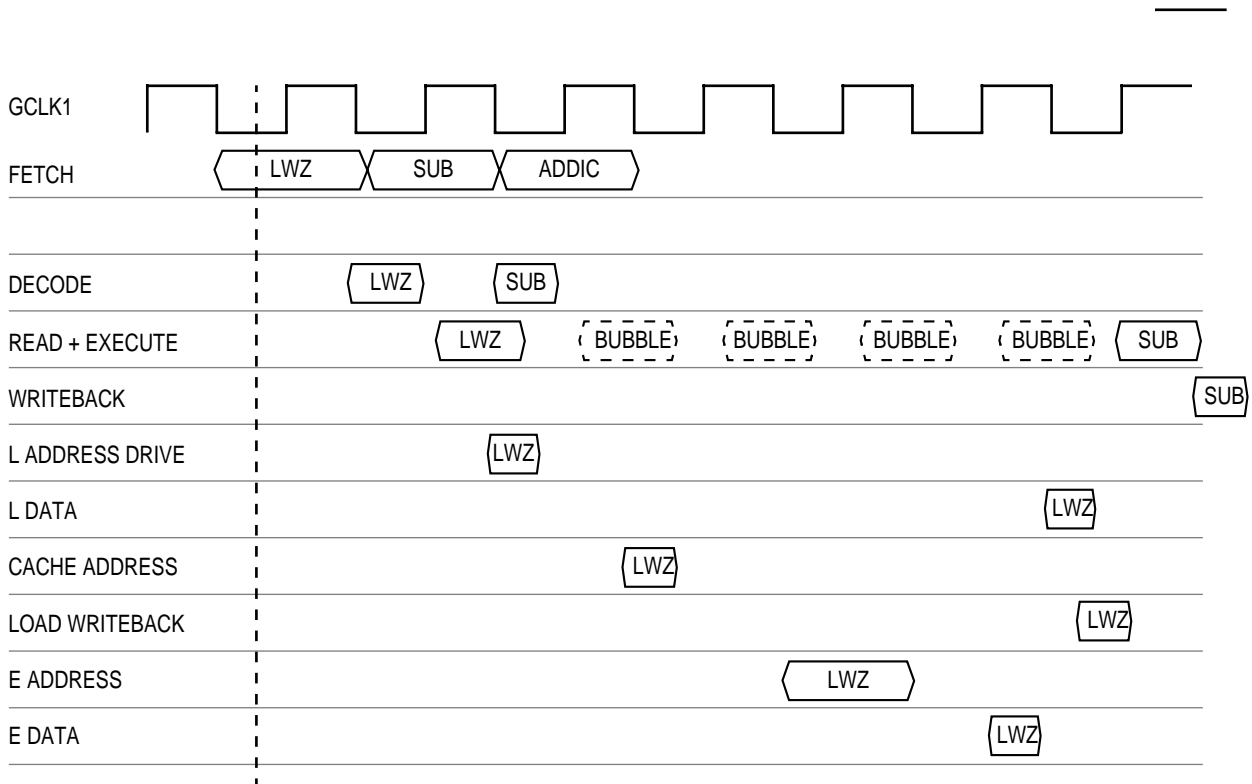 GCLK1
FETCH LWZ SUB ADDIC
DECODE LWZ SUB
READ + EXECUTE LWZ BUBBLE BUBBLE BUBBLE BUBBLE SUB
WRITEBACK SUB
L ADDRESS DRIVE LWZ
L DATA LWZ
CACHE ADDRESS LWZ
LOAD WRITEBACK LWZ
E ADDRESS LWZ
E DATA LWZ